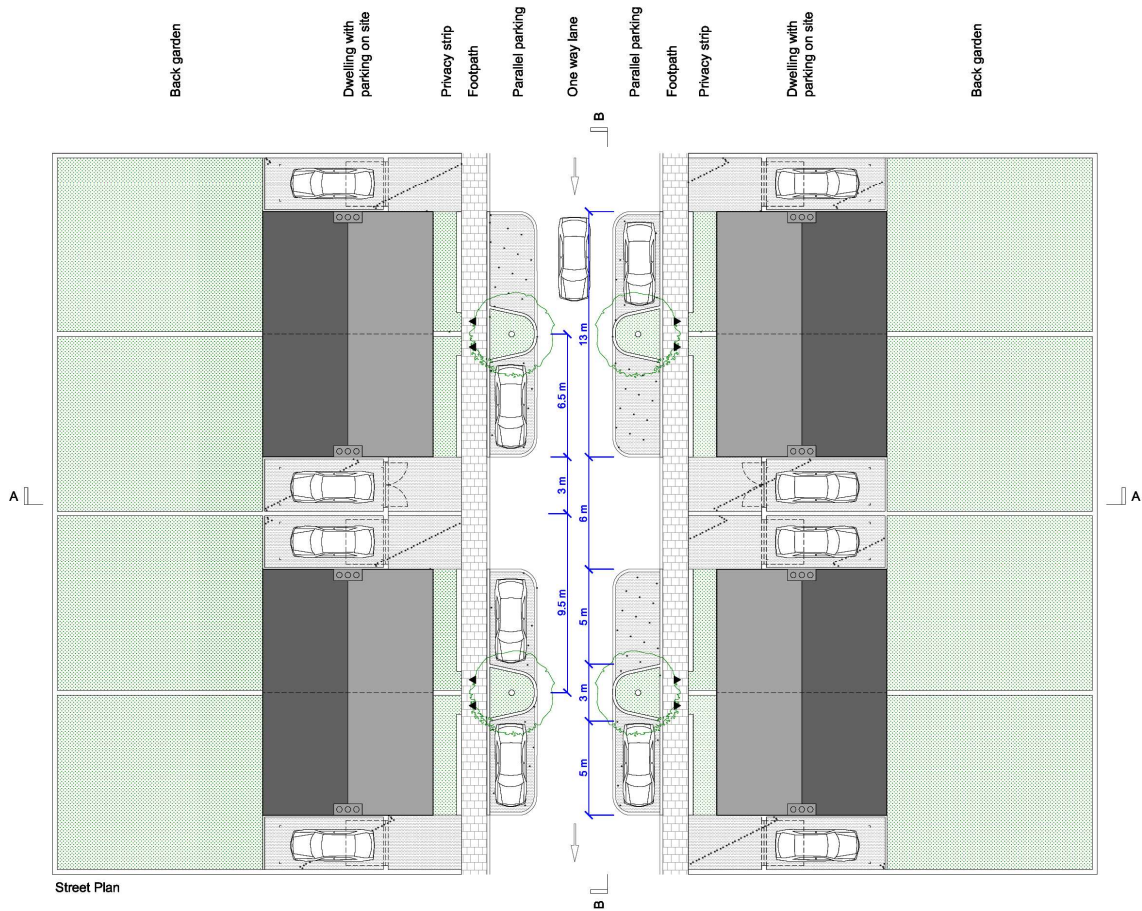 Back garden
Dwelling with
parking on site
Privacy strip
Footpath
Parallel parking
One way lane
Parallel parking
Footpath
Privacy strip
Dwelling with
parking on site
Back garden
B
13 m
6.5 m
A
3 m
6 m
A
9.5 m
5 m
3 m
5 m
Street Plan
B